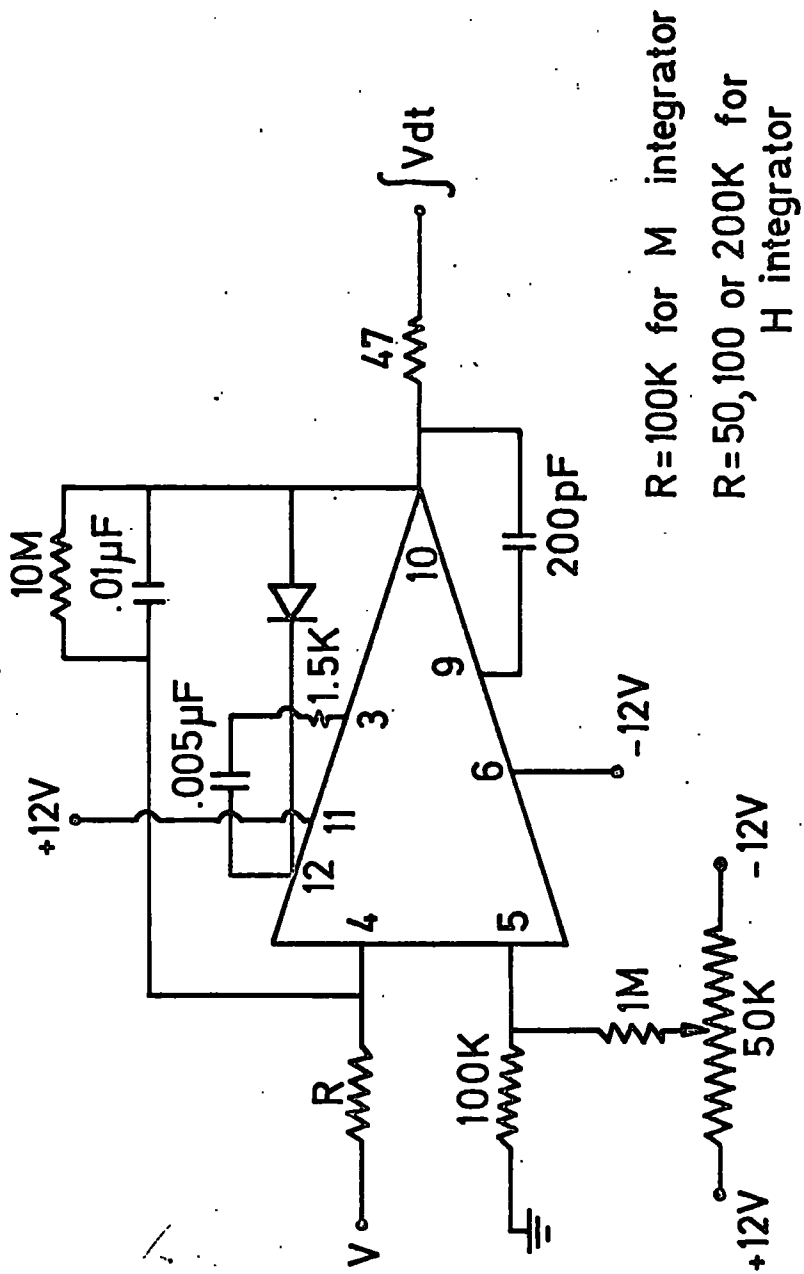 10M
.01µF
+12V
.005µF
1.5K
12
11
3
4
5
6
9
10
47
∫Vdt
V
R
100K
1M
50K
+12V
-12V
-12V
200pF
R=100K for M integrator
R=50,100 or 200K for
H integrator